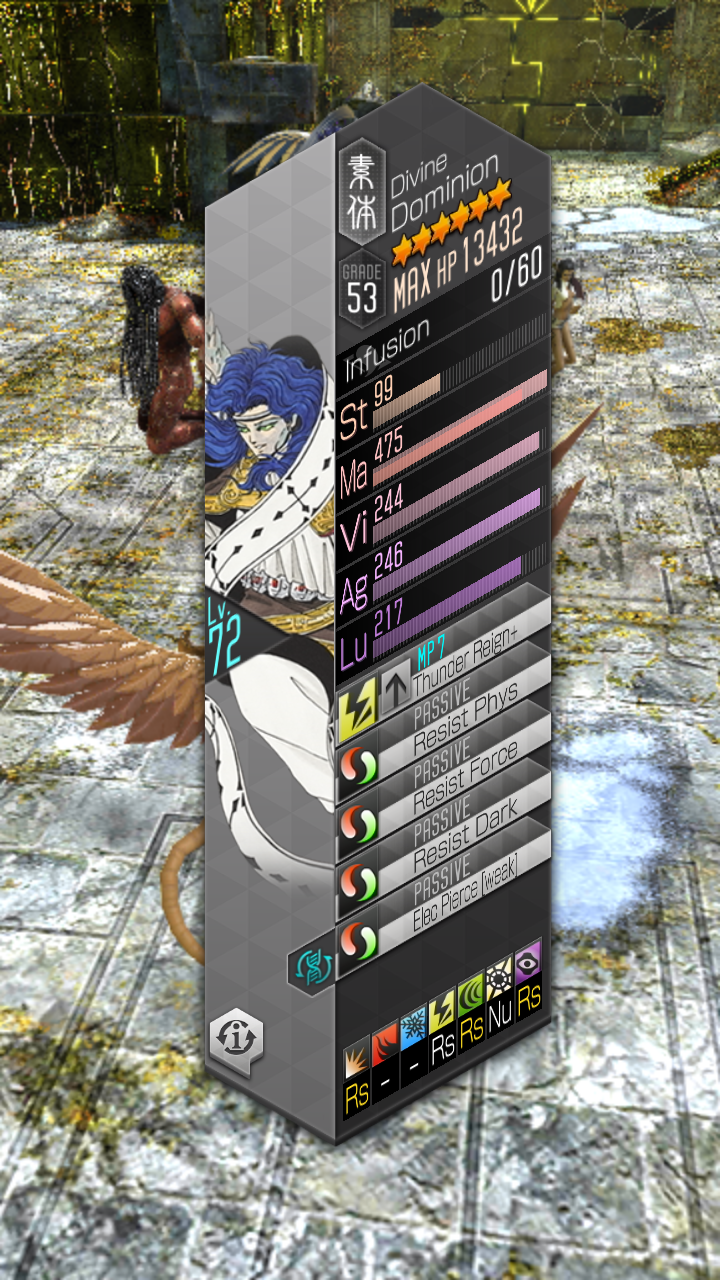 素体
Divine
Dominion
GRADE
53
MAX HP 13432
0/60
Infusion
St 99
Ma 475
Vi 244
Ag 246
Lu 217
Lv.
72
MP 7
Thunder Reign+
PASSIVE
Resist Phys
PASSIVE
Resist Force
PASSIVE
Resist Dark
PASSIVE
Elec Pierce [weak]
i
Rs - - Rs Rs Nu Rs